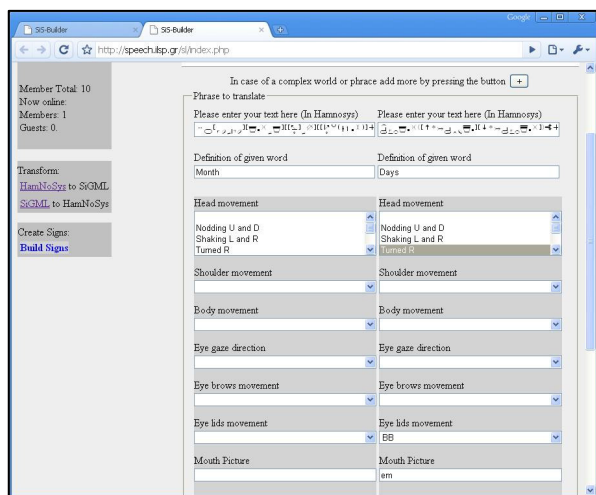 Google
SiS-Builder
SiS-Builder
http://speech.ilsp.gr/sl/index.php
Member Total: 10
Now online:
Members: 1
Guests: 0.
Transform:
HamNoSys to SiGML
SiGML to HamNoSys
Create Signs:
Build Signs
In case of a complex world or phrace add more by pressing the button +
Phrase to translate
Please enter your text here (In Hamnosys) Please enter your text here (In Hamnosys)
Definition of given word Definition of given word
Month Days
Head movement Head movement
Nodding U and D Nodding U and D
Shaking L and R Shaking L and R
Turned R Turned R
Shoulder movement Shoulder movement
Body movement Body movement
Eye gaze direction Eye gaze direction
Eye brows movement Eye brows movement
Eye lids movement Eye lids movement
BB
Mouth Picture Mouth Picture
em